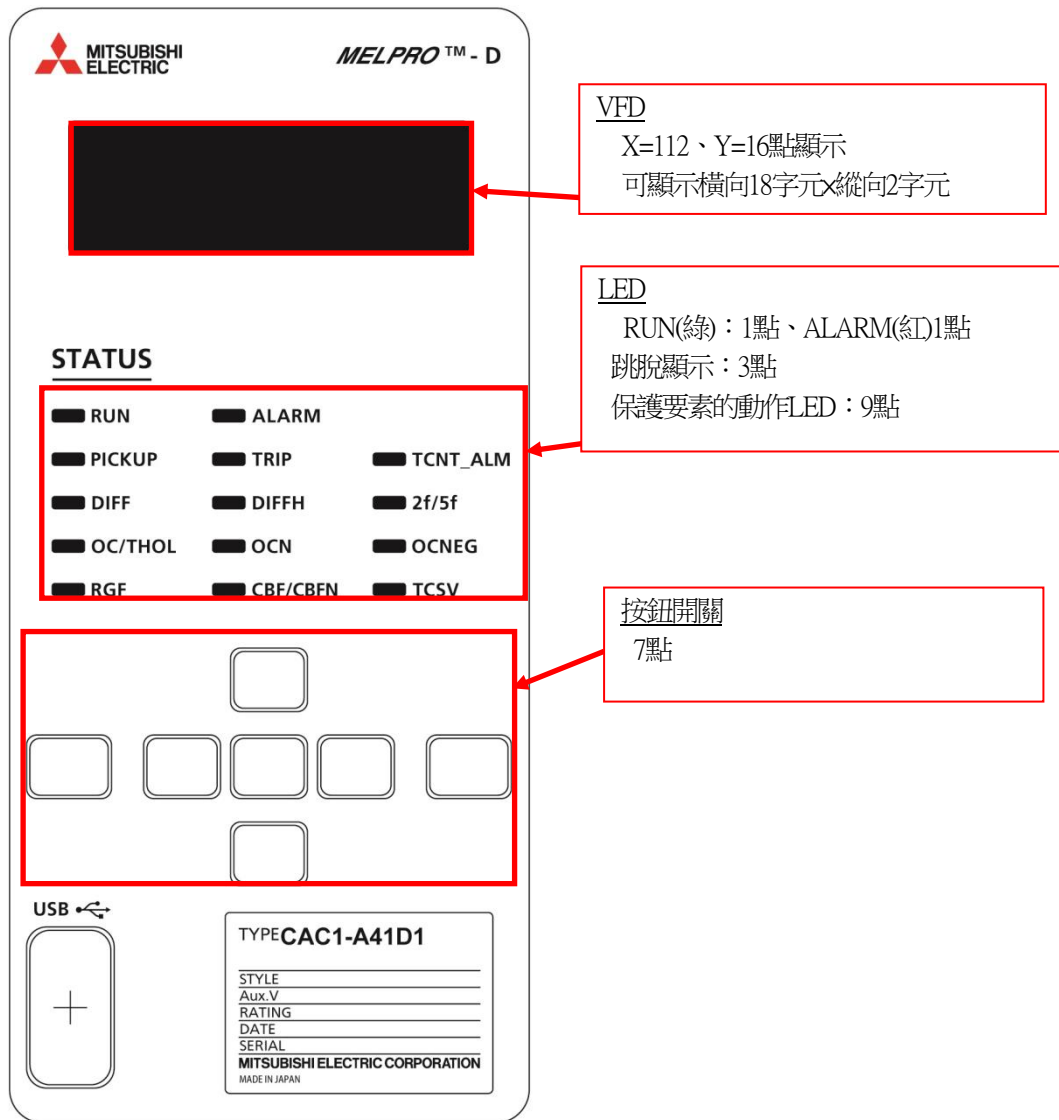 MITSUBISHI
ELECTRIC
MELPRO ™ - D
VFD
X=112、Y=16點顯示
可顯示橫向18字元x縱向2字元
LED
RUN(綠)：1點、ALARM(紅)1點
跳脫顯示：3點
保護要素的動作LED：9點
STATUS
RUN ALARM
PICKUP TRIP TCNT_ALM
DIFF DIFFH 2f/5f
OC/THOL OCN OCNEG
RGF CBF/CBFN TCSV
按鈕開關
7點
USB
TYPE CAC1-A41D1
STYLE
Aux.V
RATING
DATE
SERIAL
MITSUBISHI ELECTRIC CORPORATION
MADE IN JAPAN